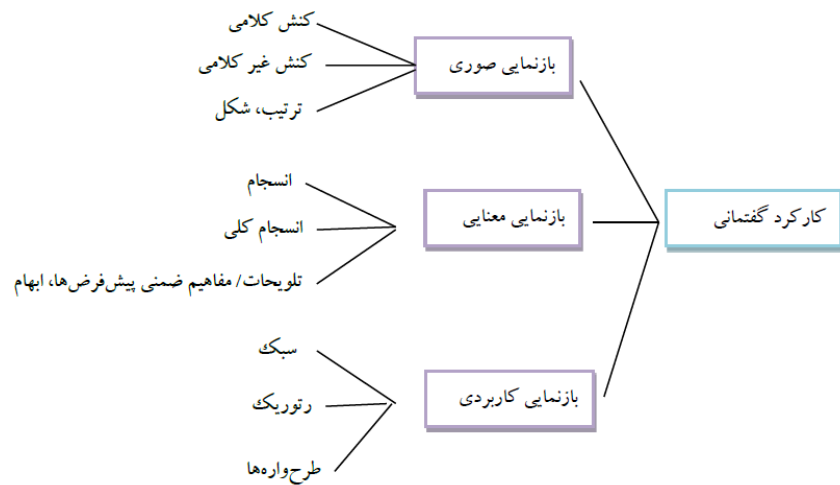 کارکرد گفتمانی
بازنمایی صوری
کنش کلامی
کنش غیر کلامی
ترتیب، شکل
بازنمایی معنایی
انسجام
انسجام کلی
تلویحات/ مفاهیم ضمنی پیش‌فرض‌ها، ابهام
بازنمایی کاربردی
سبک
رتوریک
طرح‌واره‌ها